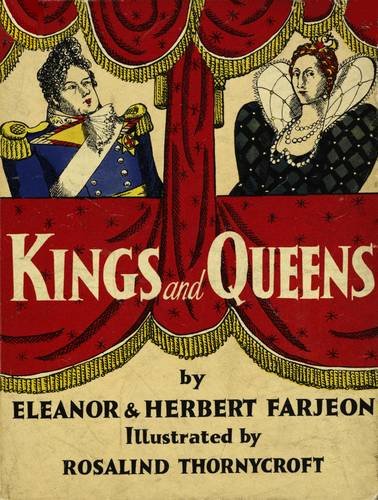 KINGS and QUEENS
by
ELEANOR & HERBERT FARJEON
Illustrated by
ROSALIND THORNYCROFT